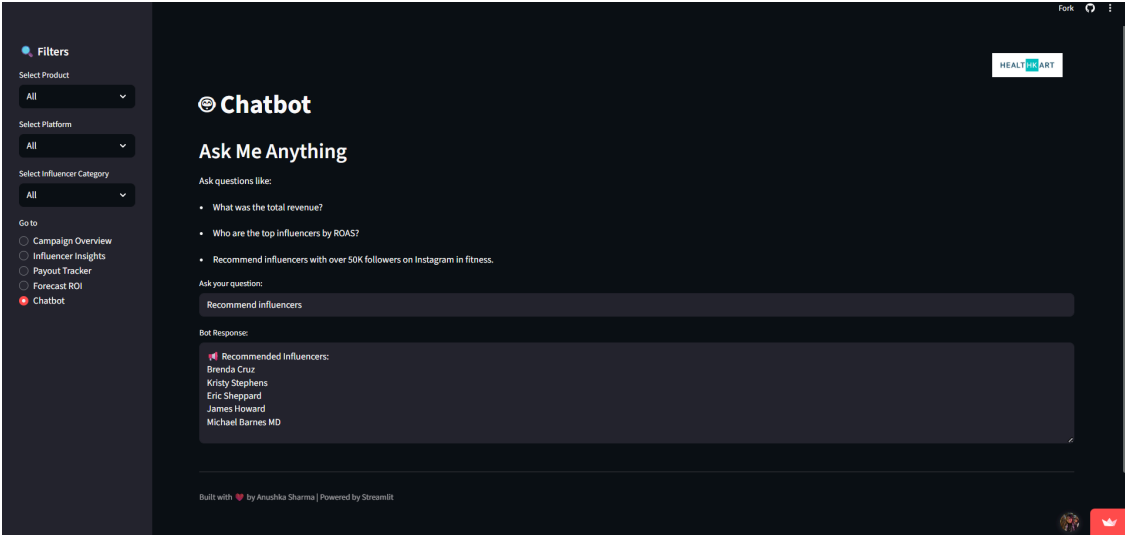 Fork
Filters
Select Product
All
Select Platform
All
Select Influencer Category
All
Go to
Campaign Overview
Influencer Insights
Payout Tracker
Forecast ROI
Chatbot
HEALTHKART
Chatbot
Ask Me Anything
Ask questions like:
• What was the total revenue?
• Who are the top influencers by ROAS?
• Recommend influencers with over 50K followers on Instagram in fitness.
Ask your question:
Recommend influencers
Bot Response:
📢 Recommended Influencers:
Brenda Cruz
Kristy Stephens
Eric Sheppard
James Howard
Michael Barnes MD
Built with ❤️ by Anushka Sharma | Powered by Streamlit